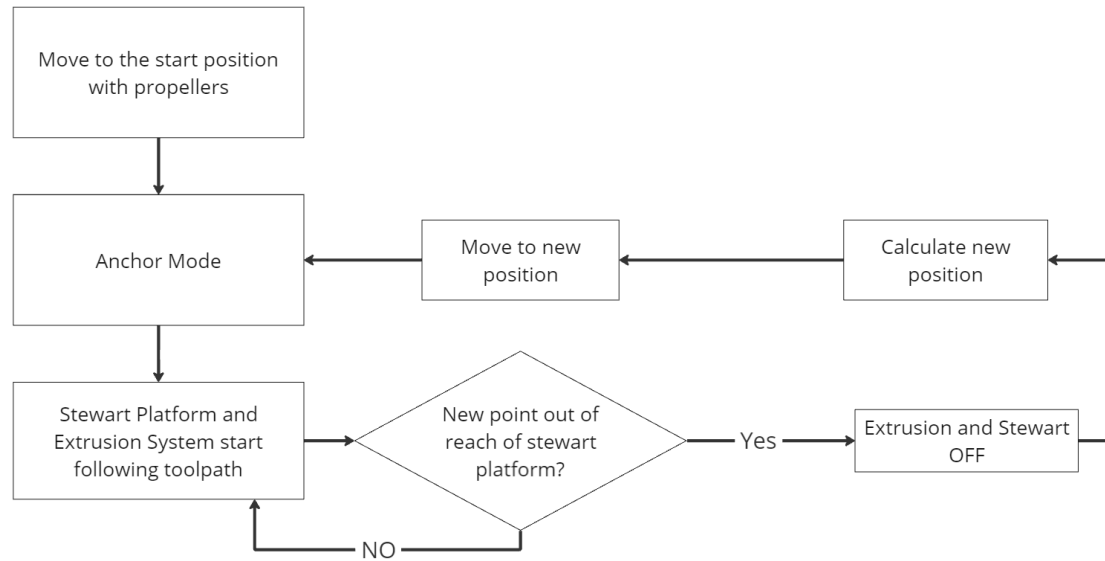 Move to the start position
with propellers
Anchor Mode
Move to new
position
Calculate new
position
Stewart Platform and
Extrusion System start
following toolpath
New point out of
reach of stewart
platform?
Yes
Extrusion and Stewart
OFF
NO